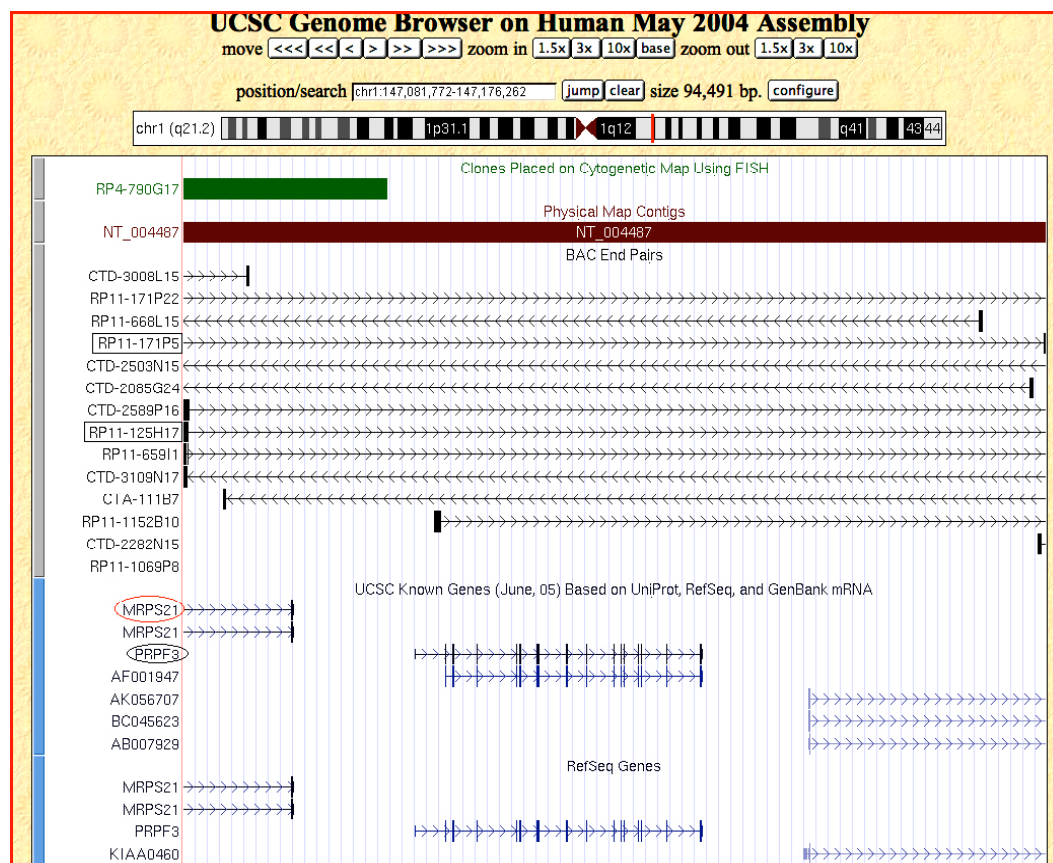 UCSC Genome Browser on Human May 2004 Assembly
move <<< << < > >> >>> zoom in 1.5x 3x 10x base zoom out 1.5x 3x 10x
position/search chr1:147,081,772-147,176,262 jump clear size 94,491 bp. configure
chr1 (q21.2) 1p31.1 1q12 q41 43 44
Clones Placed on Cytogenetic Map Using FISH
RP4-790G17
Physical Map Contigs
NT_004487 NT_004487
BAC End Pairs
CTD-3008L15
RP11-171P22
RP11-668L15
RP11-171P5
CTD-2503N15
CTD-2085G24
CTD-2589P16
RP11-125H17
RP11-659I1
CTD-3109N17
CTA-111B7
RP11-1152B10
CTD-2282N15
RP11-1069P8
UCSC Known Genes (June, 05) Based on UniProt, RefSeq, and GenBank mRNA
MRPS21
MRPS21
PRPF3
AF001947
AK056707
BC045623
AB007929
RefSeq Genes
MRPS21
MRPS21
PRPF3
KIAA0460